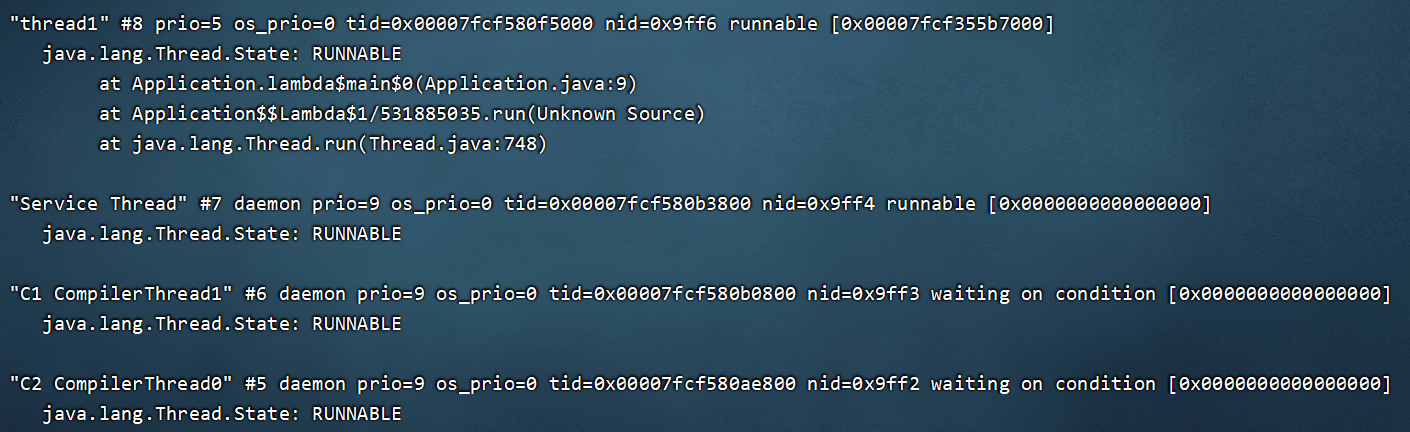 "thread1" #8 prio=5 os_prio=0 tid=0x00007fcf580f5000 nid=0x9ff6 runnable [0x00007fcf355b7000]
   java.lang.Thread.State: RUNNABLE
        at Application.lambda$main$0(Application.java:9)
        at Application$$Lambda$1/531885035.run(Unknown Source)
        at java.lang.Thread.run(Thread.java:748)

"Service Thread" #7 daemon prio=9 os_prio=0 tid=0x00007fcf580b3800 nid=0x9ff4 runnable [0x0000000000000000]
   java.lang.Thread.State: RUNNABLE

"C1 CompilerThread1" #6 daemon prio=9 os_prio=0 tid=0x00007fcf580b0800 nid=0x9ff3 waiting on condition [0x0000000000000000]
   java.lang.Thread.State: RUNNABLE

"C2 CompilerThread0" #5 daemon prio=9 os_prio=0 tid=0x00007fcf580ae800 nid=0x9ff2 waiting on condition [0x0000000000000000]
   java.lang.Thread.State: RUNNABLE